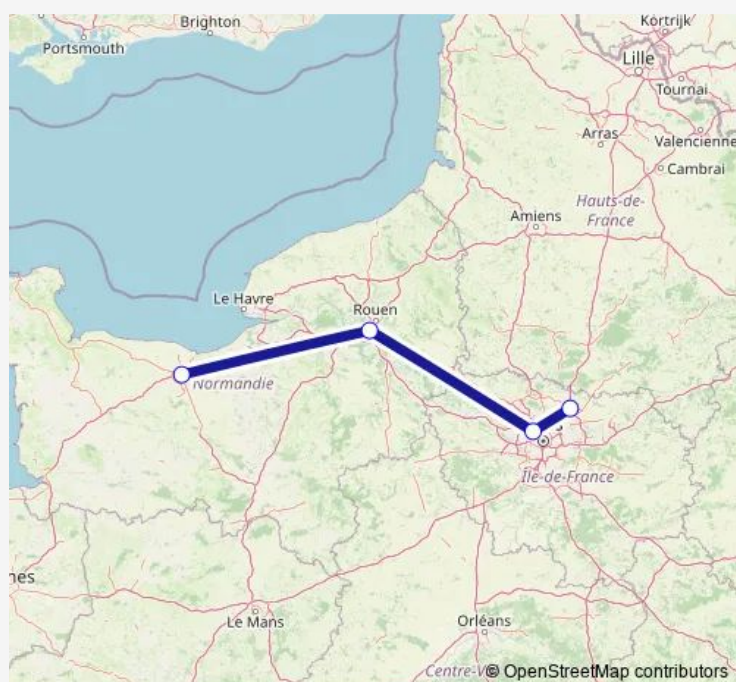 Brighton
Portsmouth
Kortrijk
Lille
Tournai
Arras
Valencienne
Cambrai
Hauts-de-
France
Amiens
Le Havre
Rouen
Normandie
Île-de-France
Le Mans
Orléans
Centre-V
© OpenStreetMap contributors